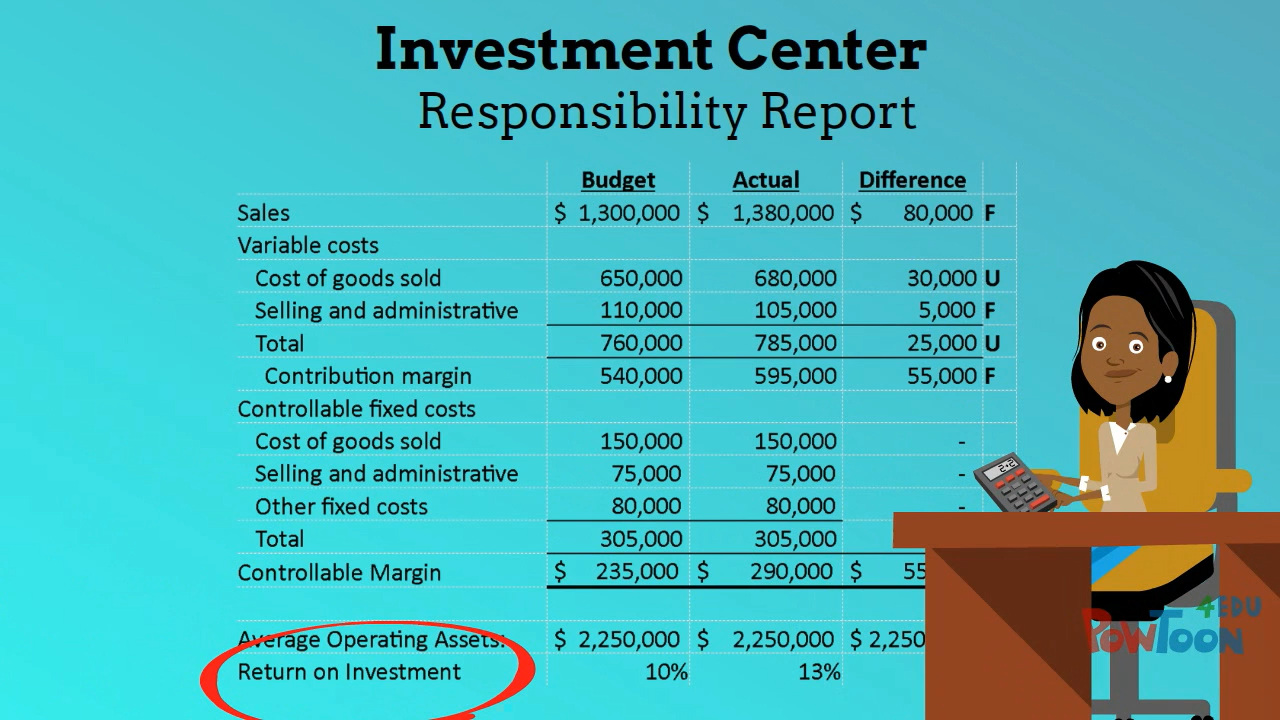 Investment Center
Responsibility Report
Budget Actual Difference
Sales $ 1,300,000 $ 1,380,000 $ 80,000 F
Variable costs
Cost of goods sold 650,000 680,000 30,000 U
Selling and administrative 110,000 105,000 5,000 F
Total 760,000 785,000 25,000 U
Contribution margin 540,000 595,000 55,000 F
Controllable fixed costs
Cost of goods sold 150,000 150,000 -
Selling and administrative 75,000 75,000 -
Other fixed costs 80,000 80,000 -
Total 305,000 305,000
Controllable Margin $ 235,000 $ 290,000 $ 55
Average Operating Assets: $ 2,250,000 $ 2,250,000 $ 2,250
Return on Investment 10% 13%
2+2
4EDU
POWTOON